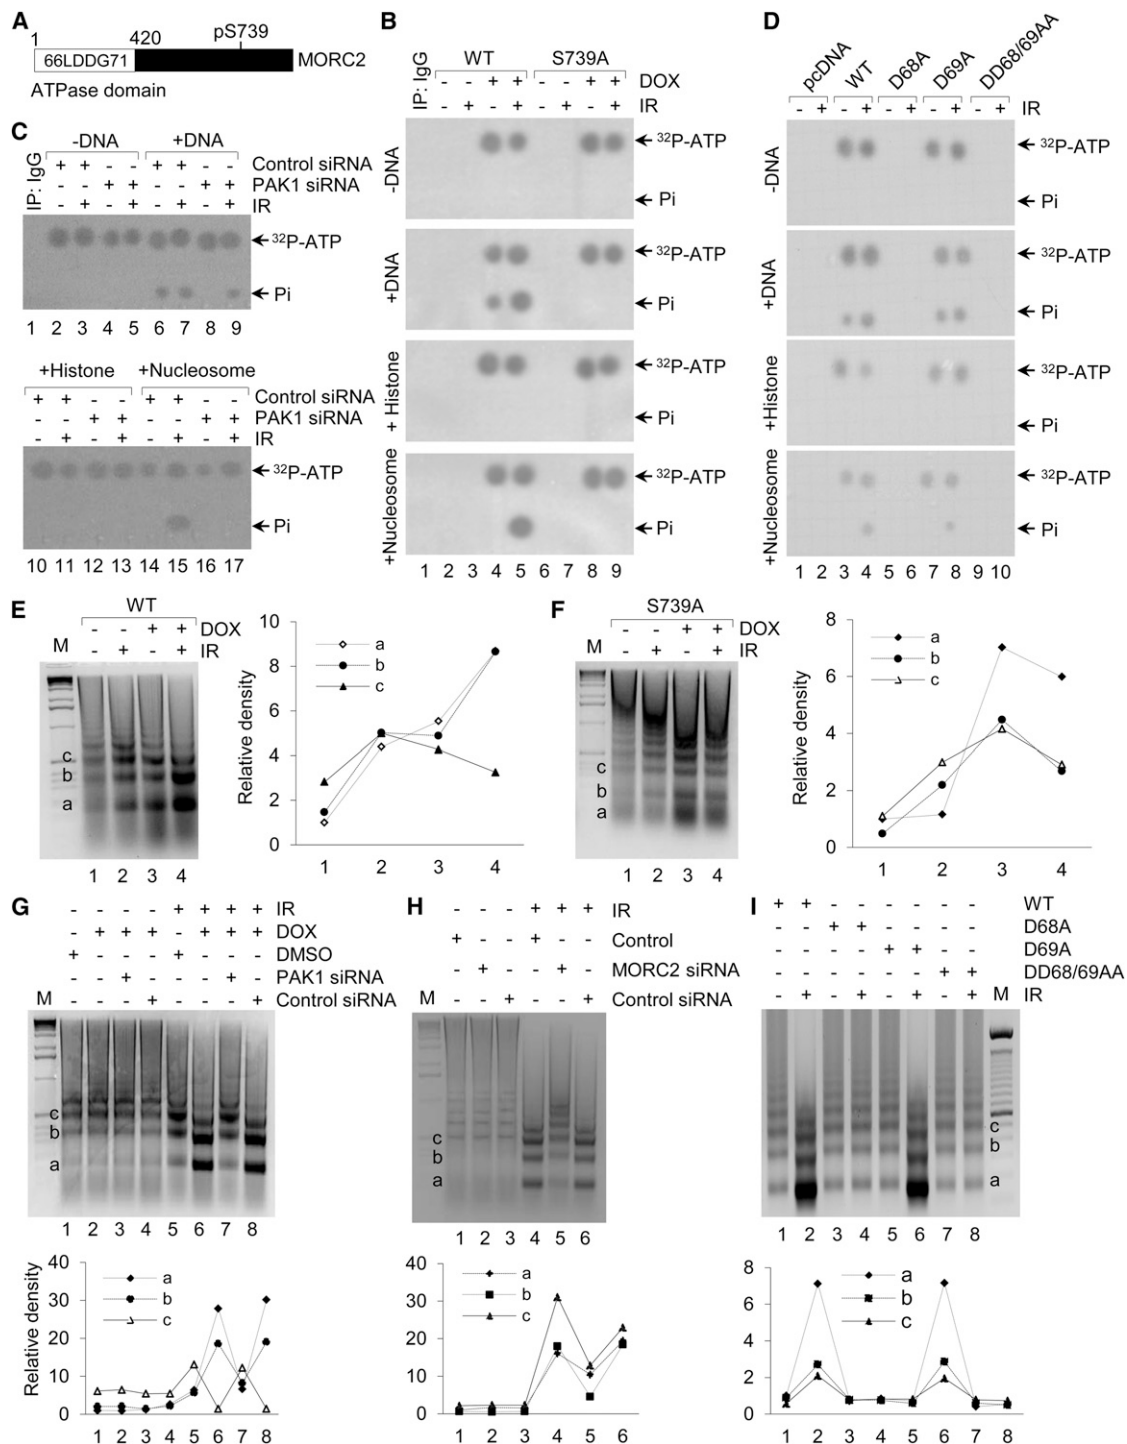 A
1 420 pS739
66LDDG71 MORC2
ATPase domain
B
IP: IgG WT S739A
- - + + - - + + DOX
- + - + - + - + IR
-DNA
32P-ATP
Pi
+DNA
32P-ATP
Pi
+ Histone
32P-ATP
Pi
+Nucleosome
32P-ATP
Pi
1 2 3 4 5 6 7 8 9
C
-DNA +DNA
IP: IgG
+ + - - + + - - Control siRNA
- - + + - - + + PAK1 siRNA
- + - + - + - + IR
32P-ATP
Pi
1 2 3 4 5 6 7 8 9
+Histone +Nucleosome
+ + - - + + - - Control siRNA
- - + + - - + + PAK1 siRNA
- + - + - + - + IR
32P-ATP
Pi
10 11 12 13 14 15 16 17
D
pcDNA WT D68A D69A DD68/69AA
- + - + - + - + - + IR
-DNA
32P-ATP
Pi
+DNA
32P-ATP
Pi
+Histone
32P-ATP
Pi
+Nucleosome
32P-ATP
Pi
1 2 3 4 5 6 7 8 9 10
E
WT
- - + + DOX
M - + - + IR
c
b
a
1 2 3 4
Relative density
10
8
6
4
2
0
a
b
c
1 2 3 4
F
S739A
- - + + DOX
M - + - + IR
c
b
a
1 2 3 4
Relative density
8
6
4
2
0
a
b
c
1 2 3 4
G
- - - - + + + + IR
- + + + - + + + DOX
+ - - - + - - - DMSO
- - + - - - + - PAK1 siRNA
M - - - + - - - + Control siRNA
c
b
a
1 2 3 4 5 6 7 8
Relative density
40
30
20
10
0
a
b
c
1 2 3 4 5 6 7 8
H
- - - + + + IR
+ - - + - - Control
- + - - + - MORC2 siRNA
M - - + - - + Control siRNA
c
b
a
1 2 3 4 5 6
40
30
20
10
0
a
b
c
1 2 3 4 5 6
I
+ + - - - - - - WT
- - + + - - - - D68A
- - - - + + - - D69A
- - - - - - + + DD68/69AA
- + - + - + - + M IR
c
b
a
1 2 3 4 5 6 7 8
8
6
4
2
0
a
b
c
1 2 3 4 5 6 7 8